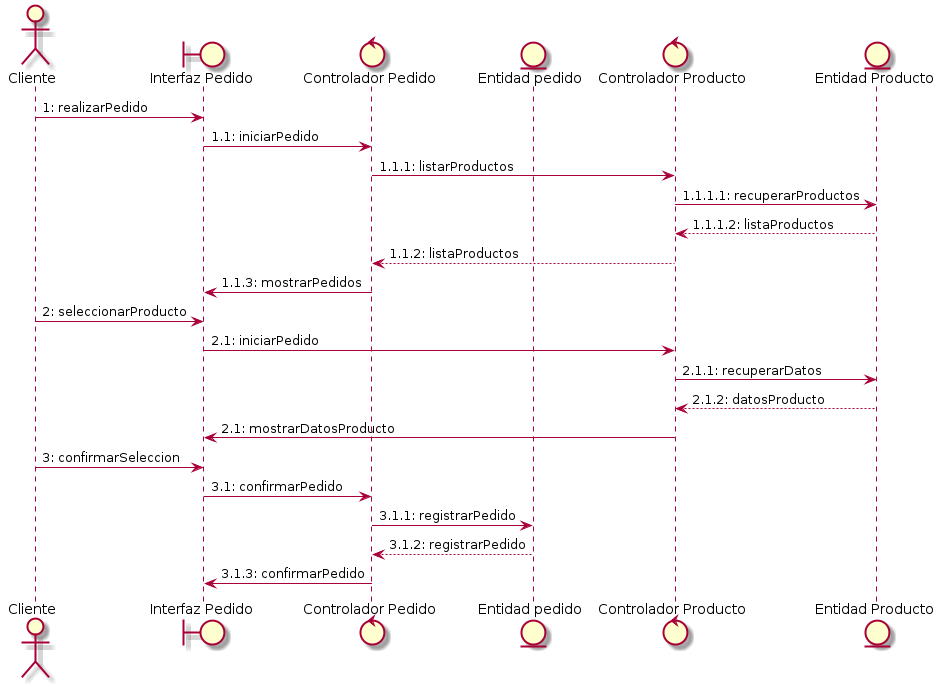 Cliente
Interfaz Pedido
Controlador Pedido
Entidad pedido
Controlador Producto
Entidad Producto
1: realizarPedido
1.1: iniciarPedido
1.1.1: listarProductos
1.1.1.1: recuperarProductos
1.1.1.2: listaProductos
1.1.2: listaProductos
1.1.3: mostrarPedidos
2: seleccionarProducto
2.1: iniciarPedido
2.1.1: recuperarDatos
2.1.2: datosProducto
2.1: mostrarDatosProducto
3: confirmarSeleccion
3.1: confirmarPedido
3.1.1: registrarPedido
3.1.2: registrarPedido
3.1.3: confirmarPedido
Cliente
Interfaz Pedido
Controlador Pedido
Entidad pedido
Controlador Producto
Entidad Producto